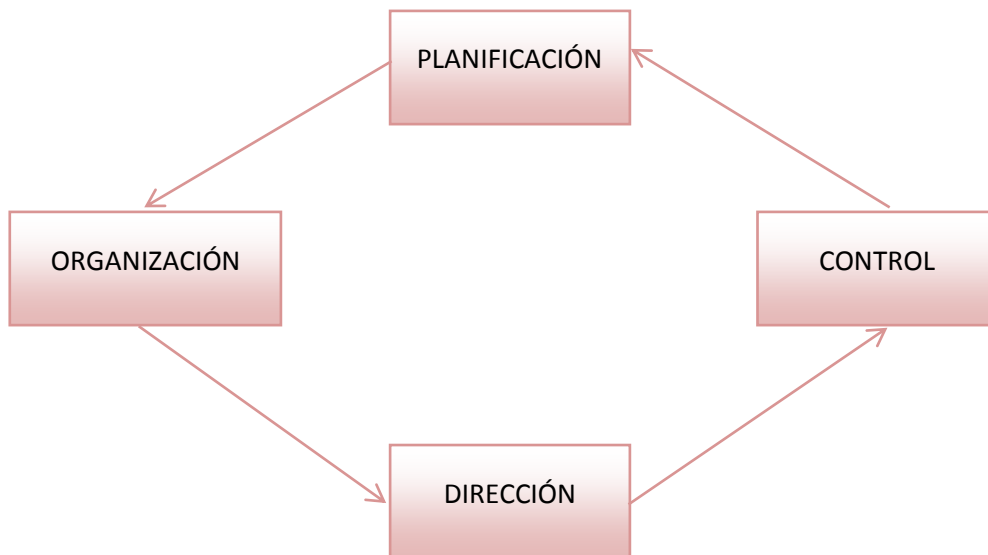 PLANIFICACIÓN
ORGANIZACIÓN
CONTROL
DIRECCIÓN